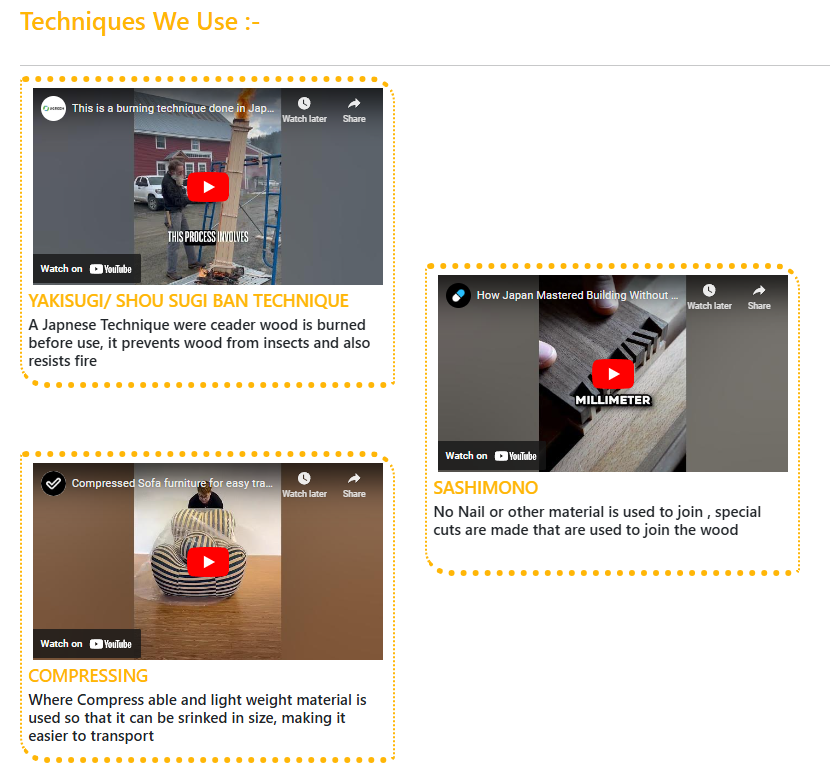 Techniques We Use :-
This is a burning technique done in Jap...
Watch later
Share
THIS PROCESS INVOLVES
Watch on YouTube
YAKISUGI/ SHOU SUGI BAN TECHNIQUE
A Japnese Technique were ceader wood is burned
before use, it prevents wood from insects and also
resists fire
How Japan Mastered Building Without ...
Watch later
Share
MILLIMETER
Watch on YouTube
SASHIMONO
No Nail or other material is used to join , special
cuts are made that are used to join the wood
Compressed Sofa furniture for easy tra...
Watch later
Share
Watch on YouTube
COMPRESSING
Where Compress able and light weight material is
used so that it can be srinked in size, making it
easier to transport